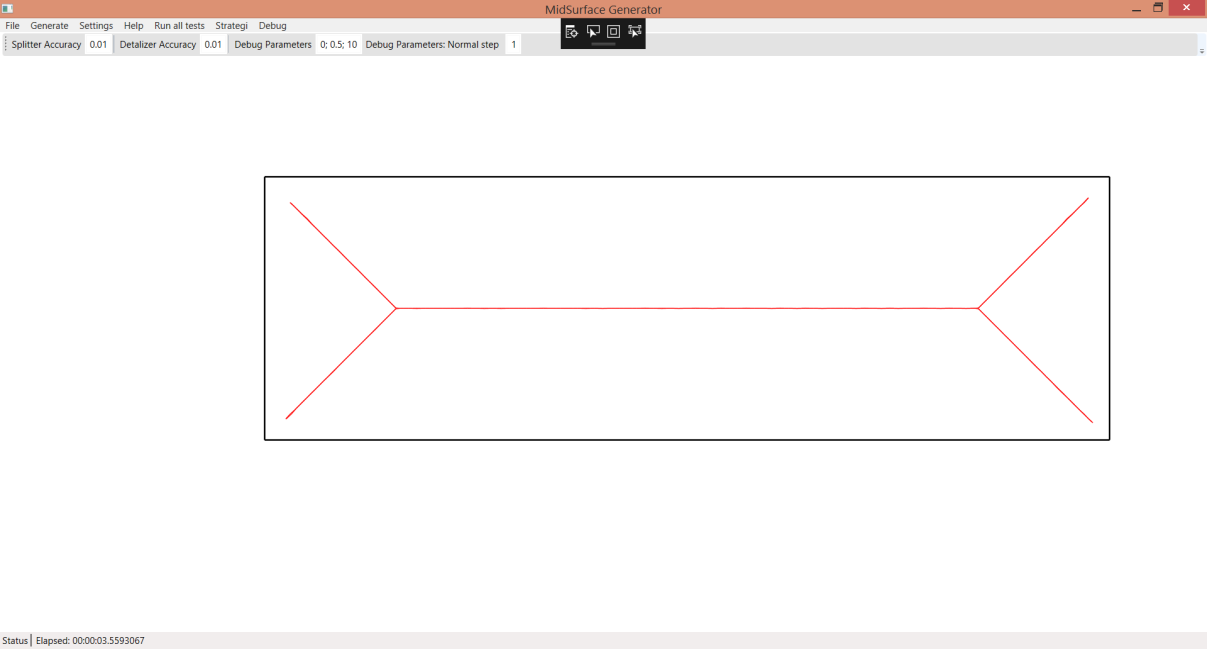 MidSurface Generator
File Generate Settings Help Run all tests Strategi Debug
Splitter Accuracy 0.01 Detalizer Accuracy 0.01 Debug Parameters 0; 0.5; 10 Debug Parameters: Normal step 1
Status Elapsed: 00:00:03.5593067